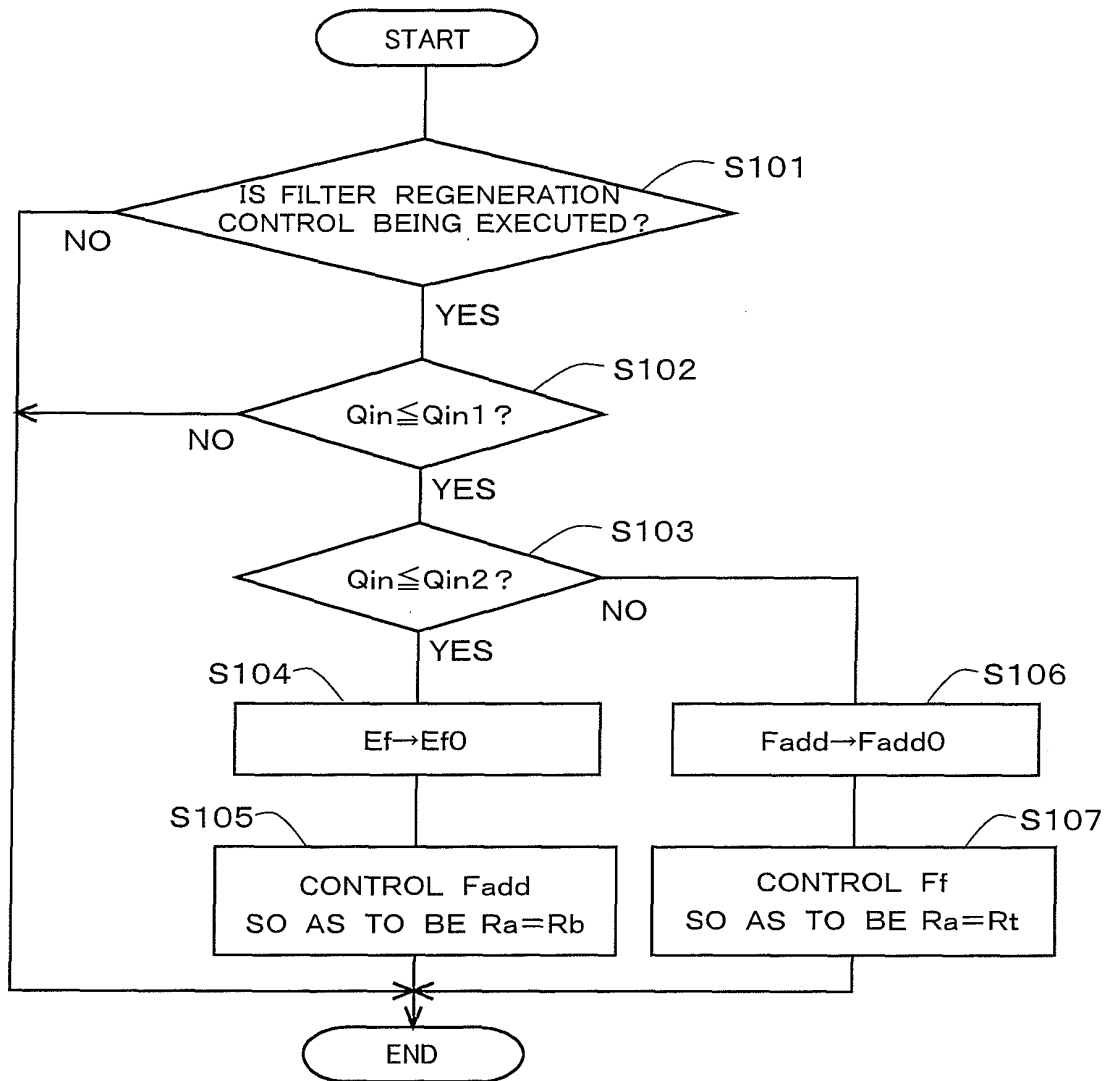 START
IS FILTER REGENERATION
CONTROL BEING EXECUTED?
S101
NO
YES
Qin≦Qin1?
S102
NO
YES
Qin≦Qin2?
S103
NO
YES
S104
Ef→Ef0
S106
Fadd→Fadd0
S105
CONTROL Fadd
SO AS TO BE Ra=Rb
S107
CONTROL Ff
SO AS TO BE Ra=Rt
END